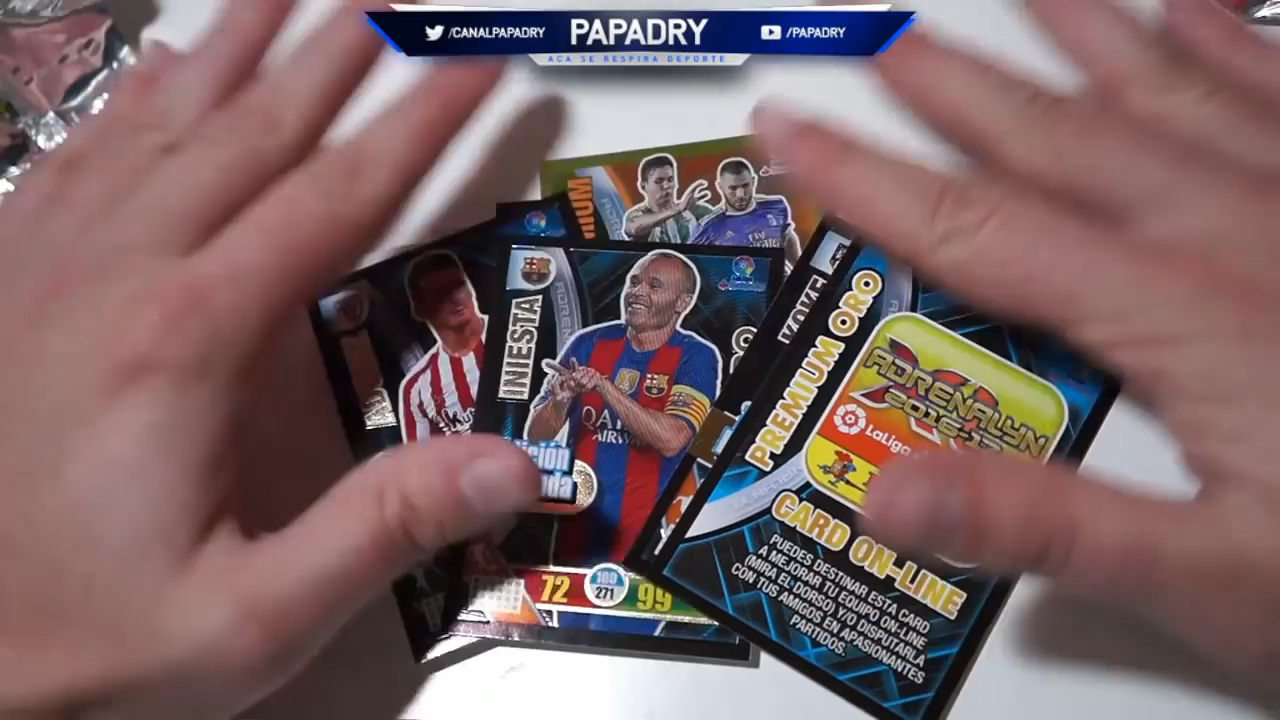 /CANALPAPADRY
PAPADRY
/PAPADRY
ACA SE RESPIRA DEPORTE
INIESTA
72
100
271
99
KOKE
PREMIUM ORO
ADRENALYN
2016-17
LaLiga
CARD ON-LINE
PUEDES DESTINAR ESTA CARD
A MEJORAR TU EQUIPO ON-LINE
(MIRA EL DORSO) Y/O DISPUTARLA
CON TUS AMIGOS EN APASIONANTES
PARTIDOS.